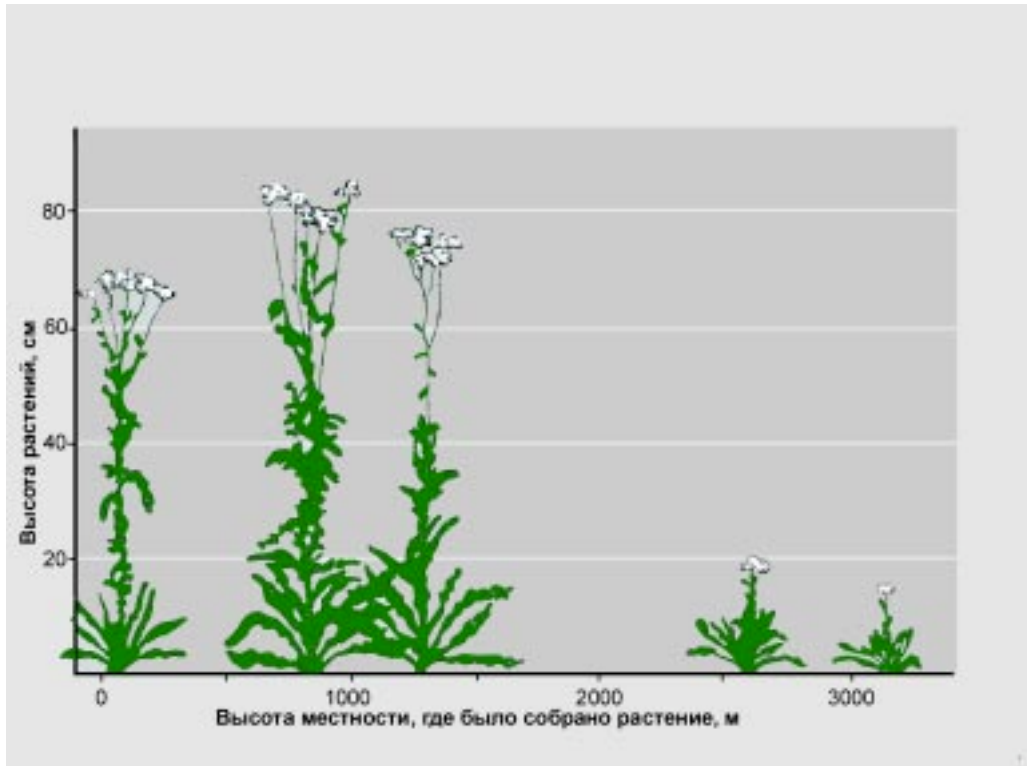 80
60
40
20
Высота растений, см
0 1000 2000 3000
Высота местности, где было собрано растение, м